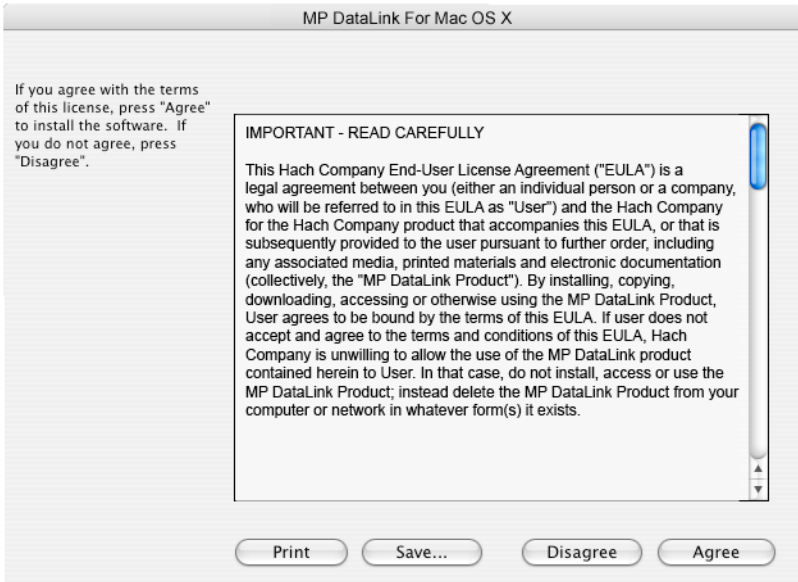 MP DataLink For Mac OS X
If you agree with the terms
of this license, press "Agree"
to install the software. If
you do not agree, press
"Disagree".
IMPORTANT - READ CAREFULLY
This Hach Company End-User License Agreement ("EULA") is a
legal agreement between you (either an individual person or a company,
who will be referred to in this EULA as "User") and the Hach Company
for the Hach Company product that accompanies this EULA, or that is
subsequently provided to the user pursuant to further order, including
any associated media, printed materials and electronic documentation
(collectively, the "MP DataLink Product"). By installing, copying,
downloading, accessing or otherwise using the MP DataLink Product,
User agrees to be bound by the terms of this EULA. If user does not
accept and agree to the terms and conditions of this EULA, Hach
Company is unwilling to allow the use of the MP DataLink product
contained herein to User. In that case, do not install, access or use the
MP DataLink Product; instead delete the MP DataLink Product from your
computer or network in whatever form(s) it exists.
Print
Save...
Disagree
Agree